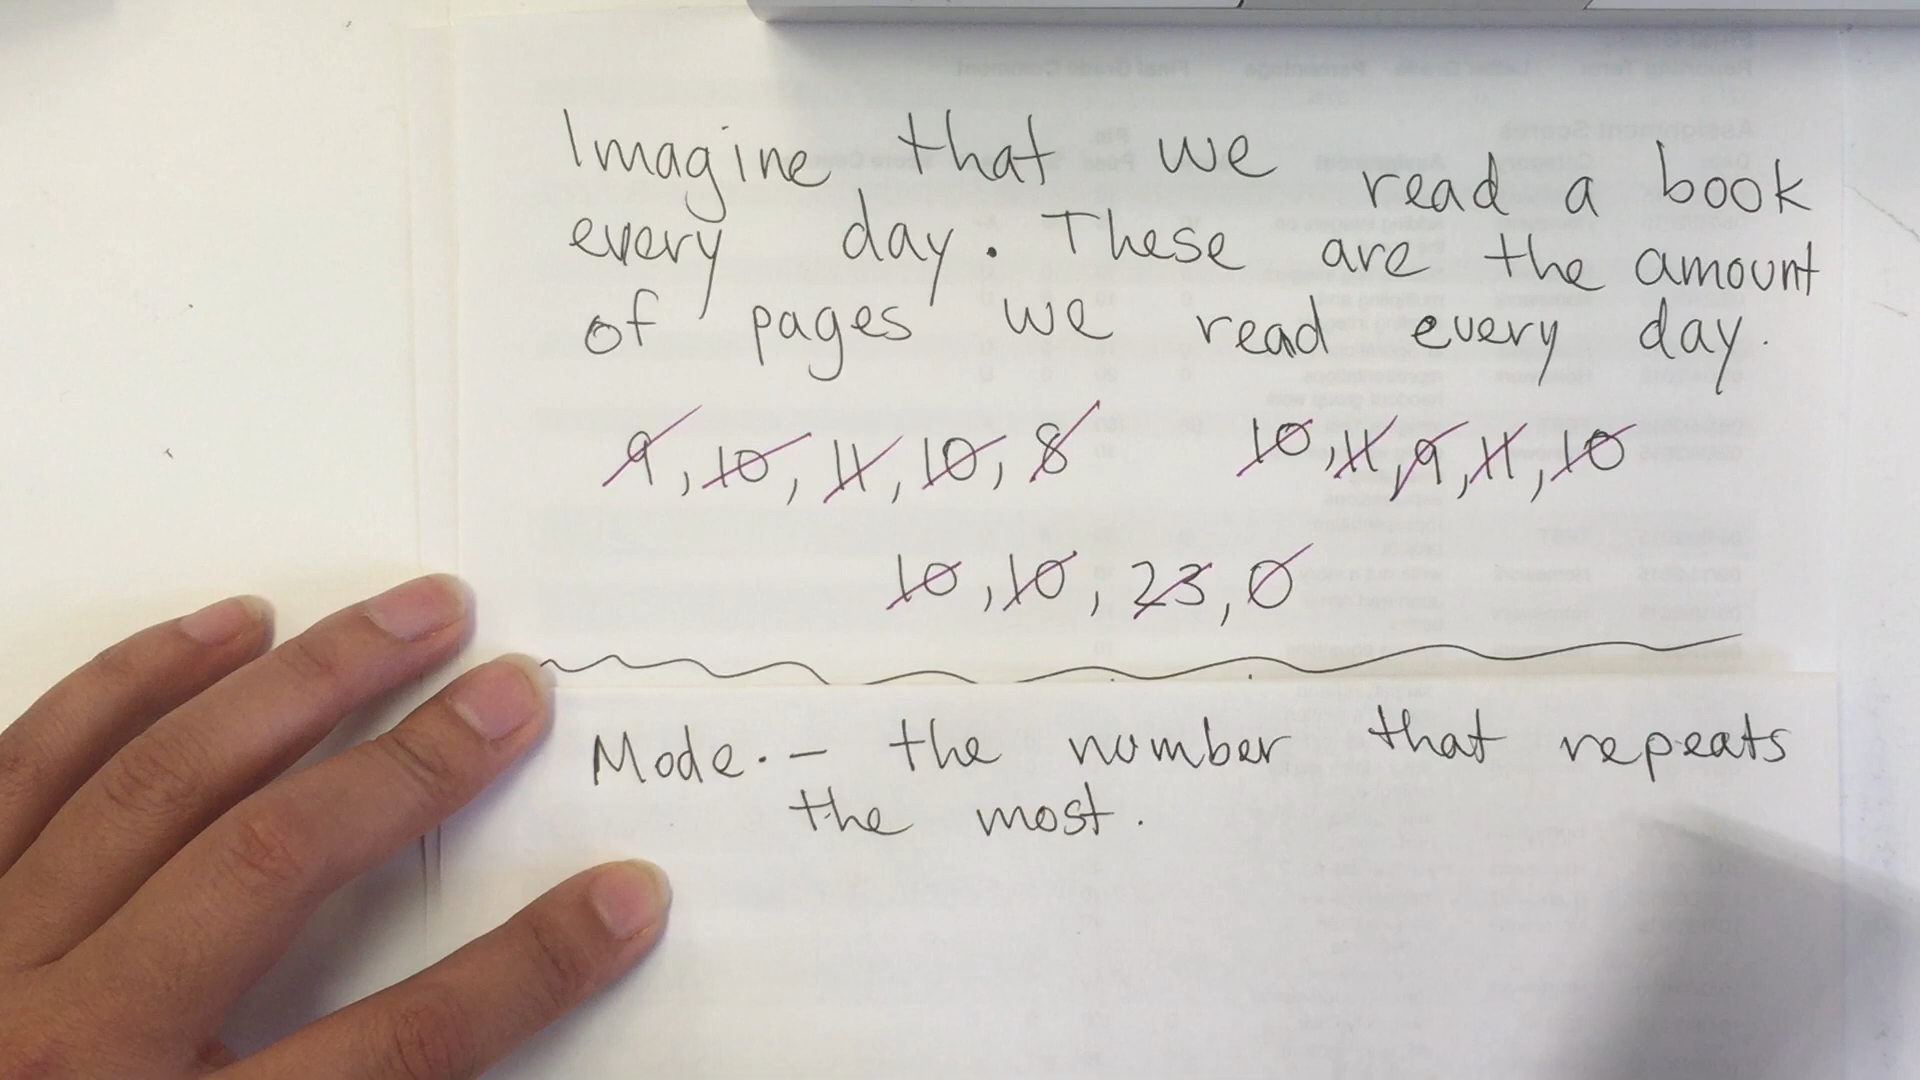 Imagine that we read a book
every day. These are the amount
of pages we read every day.
9, 10, 11, 10, 8 10, 11, 9, 11, 10
10, 10, 23, 0
Mode. - the number that repeats
the most.